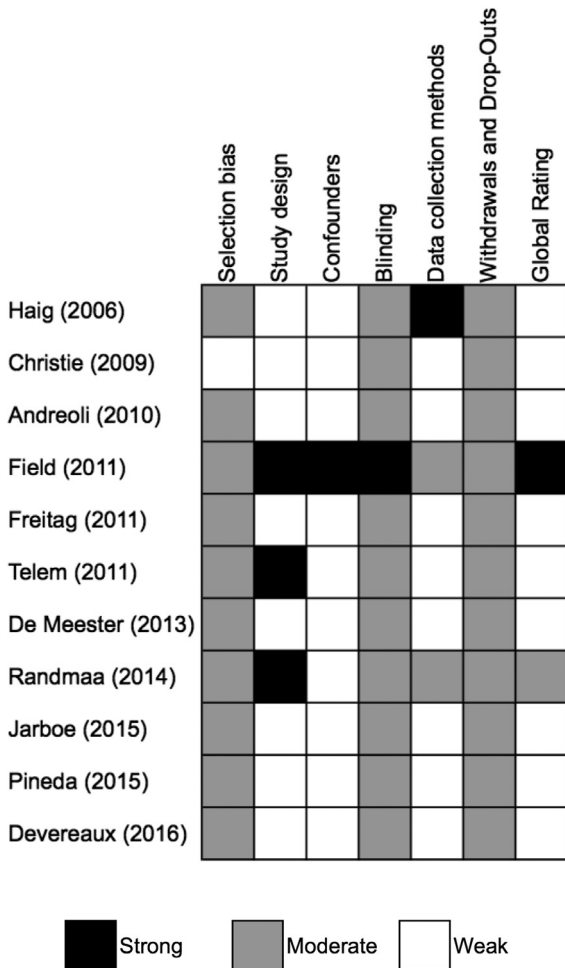 Selection bias
Study design
Confounders
Blinding
Data collection methods
Withdrawals and Drop-Outs
Global Rating
Haig (2006)
Christie (2009)
Andreoli (2010)
Field (2011)
Freitag (2011)
Telem (2011)
De Meester (2013)
Randmaa (2014)
Jarboe (2015)
Pineda (2015)
Devereaux (2016)
Strong
Moderate
Weak